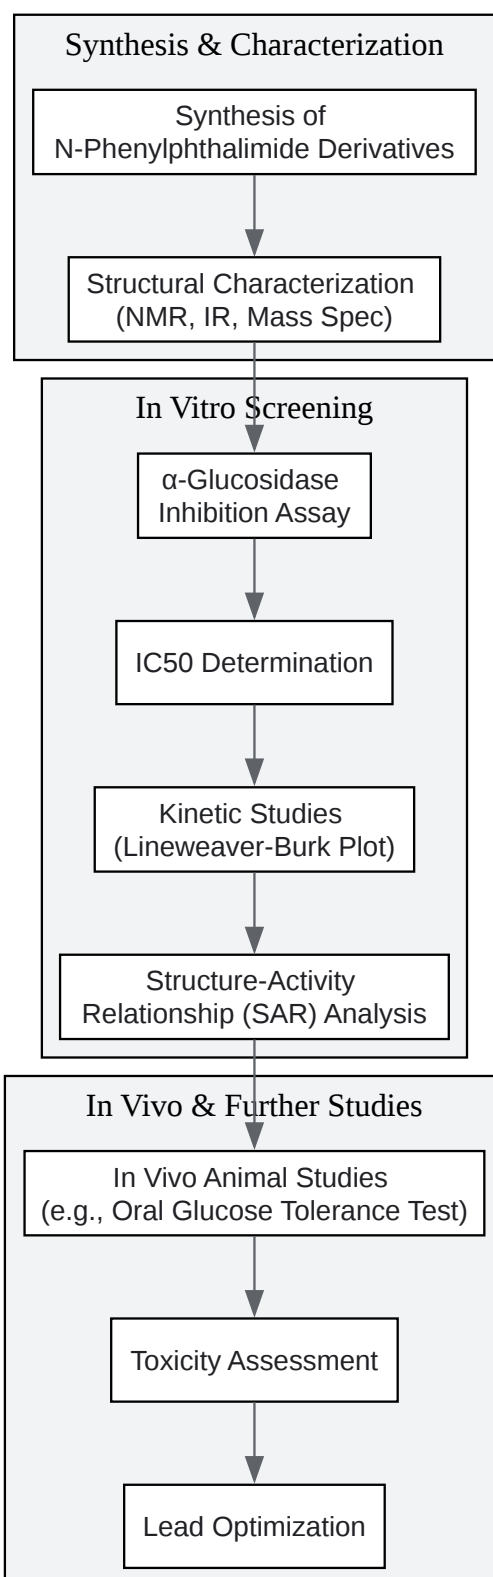 Synthesis & Characterization
Synthesis of
N-Phenylphthalimide Derivatives
Structural Characterization
(NMR, IR, Mass Spec)
In Vitro Screening
α-Glucosidase
Inhibition Assay
IC50 Determination
Kinetic Studies
(Lineweaver-Burk Plot)
Structure-Activity
Relationship (SAR) Analysis
In Vivo & Further Studies
In Vivo Animal Studies
(e.g., Oral Glucose Tolerance Test)
Toxicity Assessment
Lead Optimization